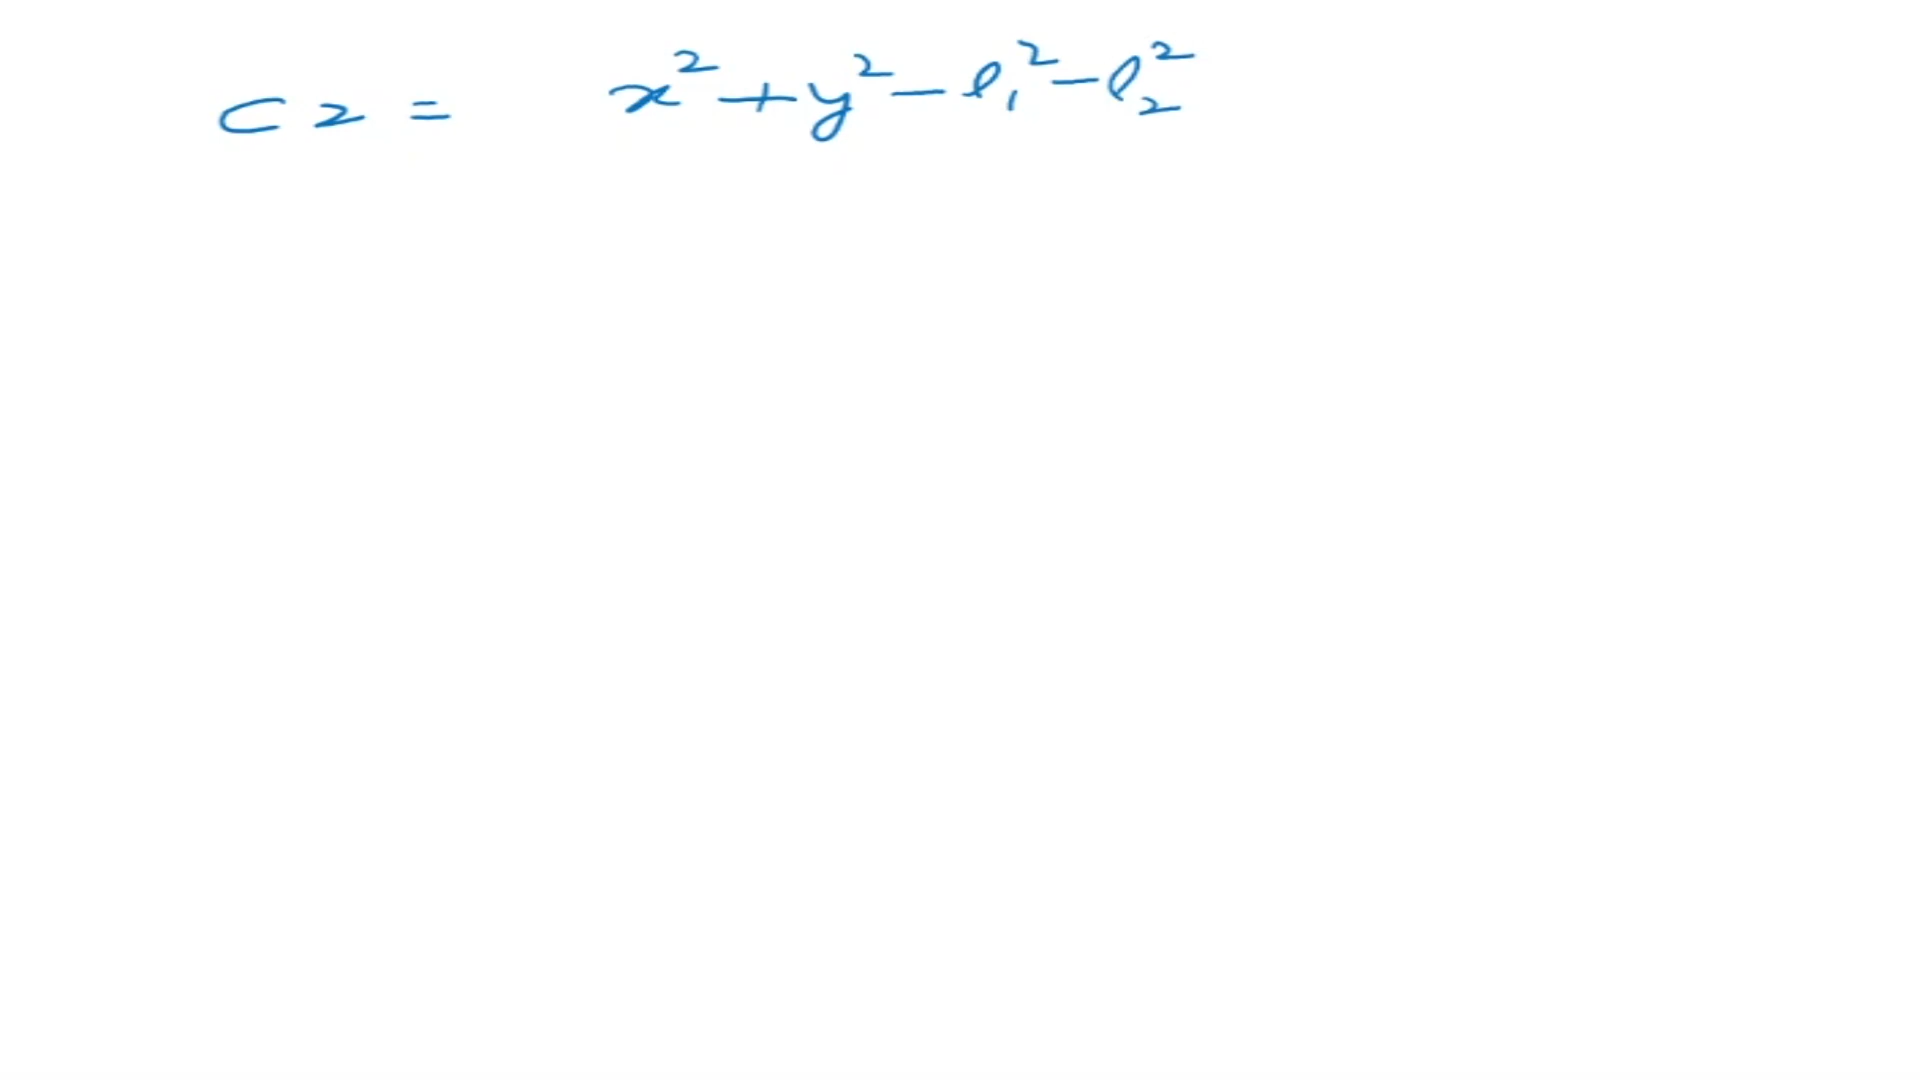 c2 = x² + y² - l₁² - l₂²